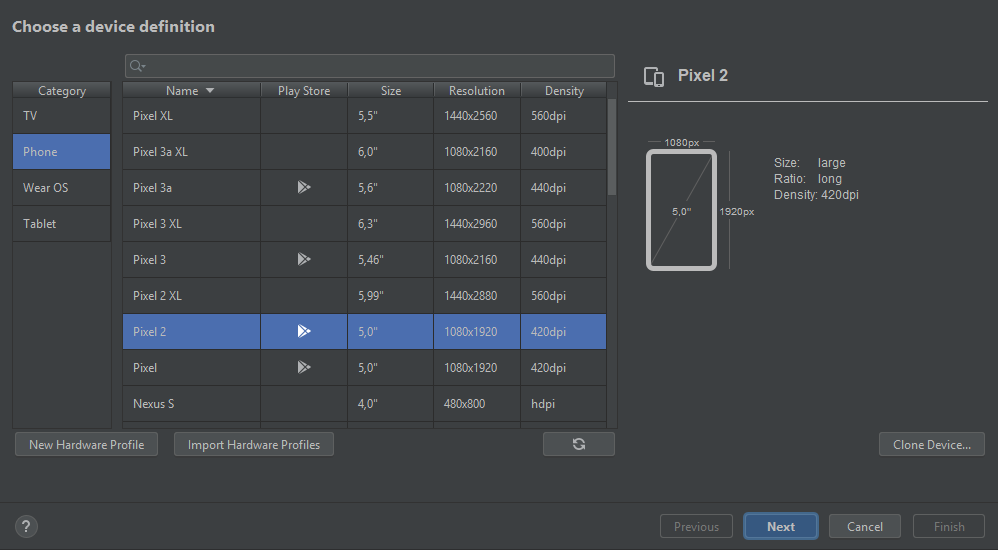 Choose a device definition
Category
TV
Phone
Wear OS
Tablet
Name Play Store Size Resolution Density
Pixel XL 5,5" 1440x2560 560dpi
Pixel 3a XL 6,0" 1080x2160 400dpi
Pixel 3a 5,6" 1080x2220 440dpi
Pixel 3 XL 6,3" 1440x2960 560dpi
Pixel 3 5,46" 1080x2160 440dpi
Pixel 2 XL 5,99" 1440x2880 560dpi
Pixel 2 5,0" 1080x1920 420dpi
Pixel 5,0" 1080x1920 420dpi
Nexus S 4,0" 480x800 hdpi
New Hardware Profile
Import Hardware Profiles
Pixel 2
1080px
5,0"
1920px
Size: large
Ratio: long
Density: 420dpi
Clone Device...
?
Previous
Next
Cancel
Finish